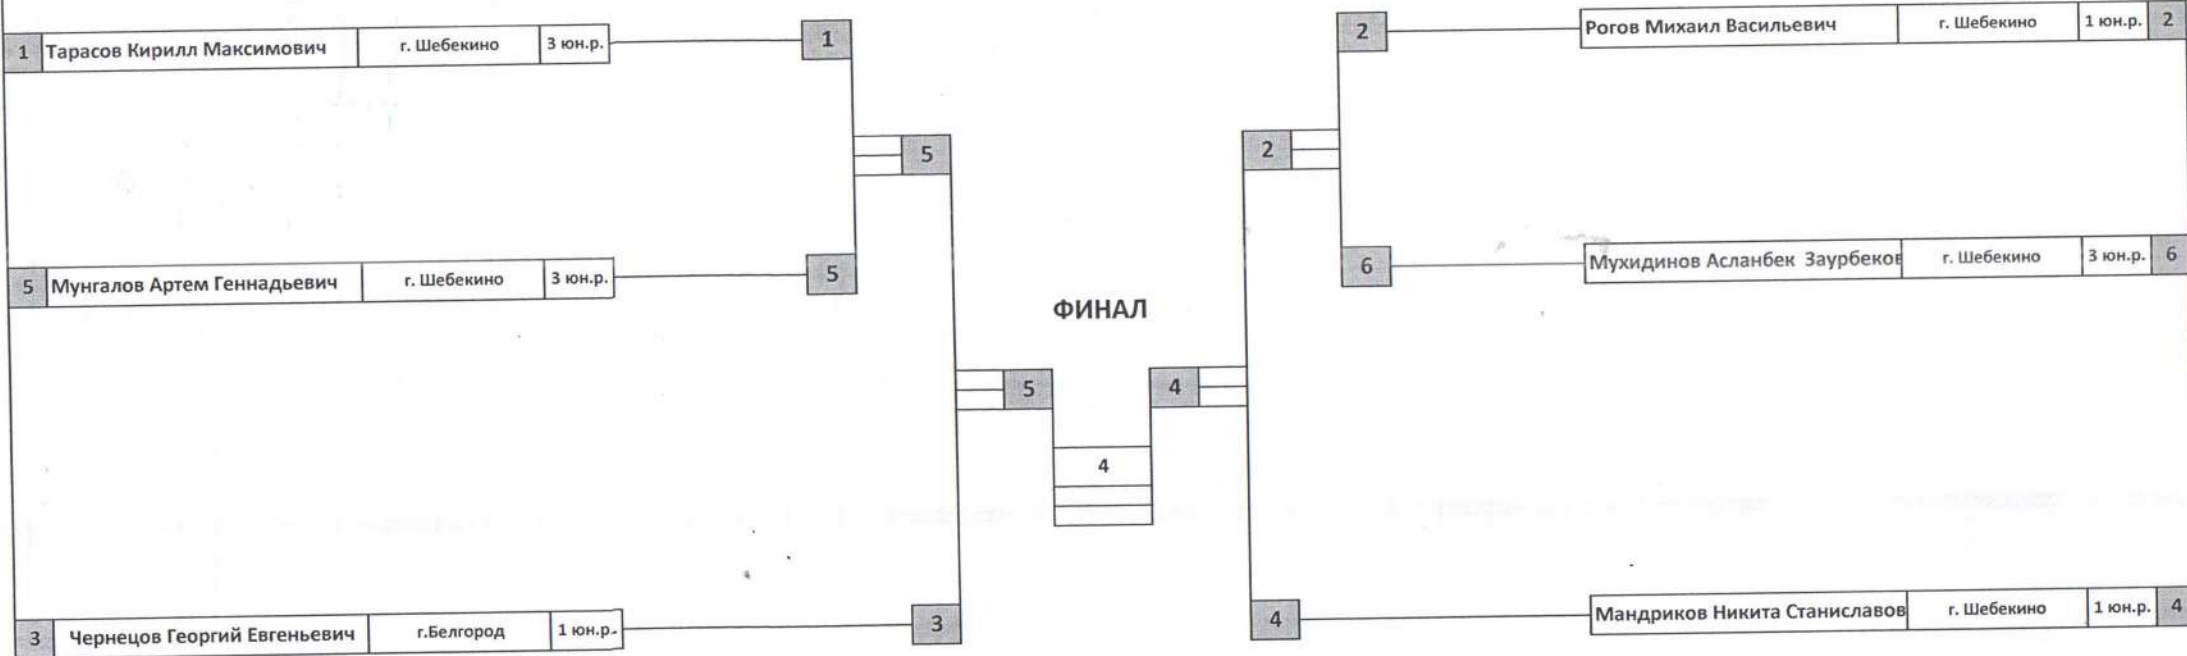 1 Тарасов Кирилл Максимович г. Шебекино 3 юн.р. 1
2 Рогов Михаил Васильевич г. Шебекино 1 юн.р. 2
5
2
5 Мунгалов Артем Геннадьевич г. Шебекино 3 юн.р. 5
6 Мухидинов Асланбек Заурбеков г. Шебекино 3 юн.р. 6
ФИНАЛ
5
4
4
3 Чернецов Георгий Евгеньевич г.Белгород 1 юн.р. 3
4 Мандриков Никита Станиславов г. Шебекино 1 юн.р. 4